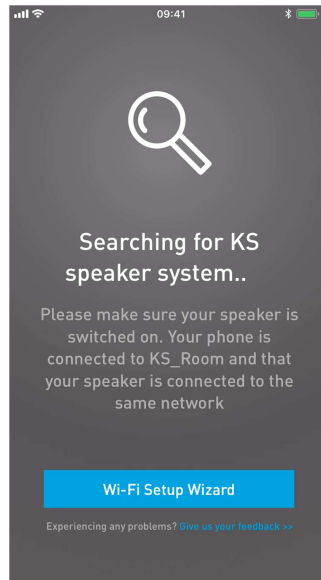 09:41
Searching for KS
speaker system..
Please make sure your speaker is
switched on. Your phone is
connected to KS_Room and that
your speaker is connected to the
same network
Wi-Fi Setup Wizard
Experiencing any problems? Give us your feedback >>